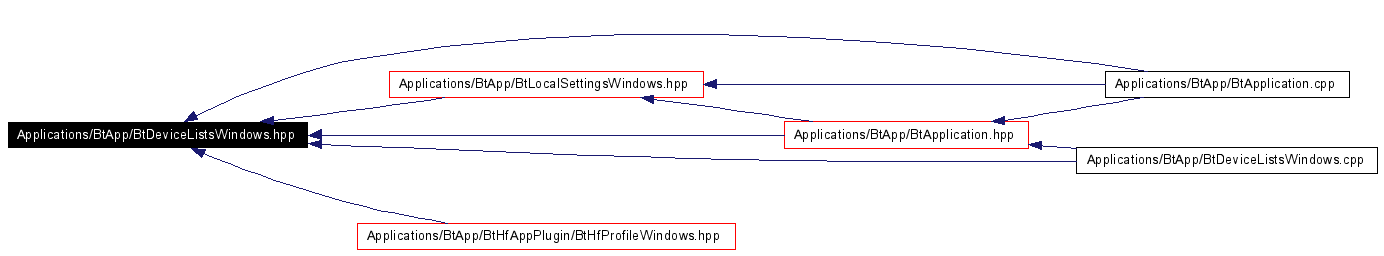 Applications/BtApp/BtLocalSettingsWindows.hpp
Applications/BtApp/BtApplication.cpp
Applications/BtApp/BtDeviceListsWindows.hpp
Applications/BtApp/BtApplication.hpp
Applications/BtApp/BtDeviceListsWindows.cpp
Applications/BtApp/BtHfAppPlugin/BtHfProfileWindows.hpp